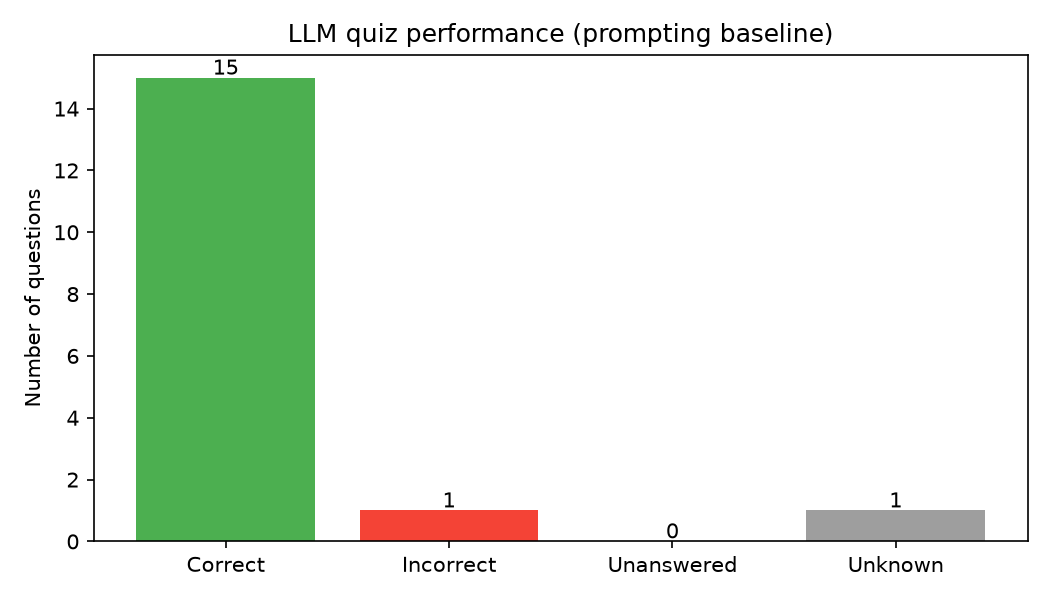 LLM quiz performance (prompting baseline)
Number of questions
14
12
10
8
6
4
2
0
15
1
0
1
Correct
Incorrect
Unanswered
Unknown